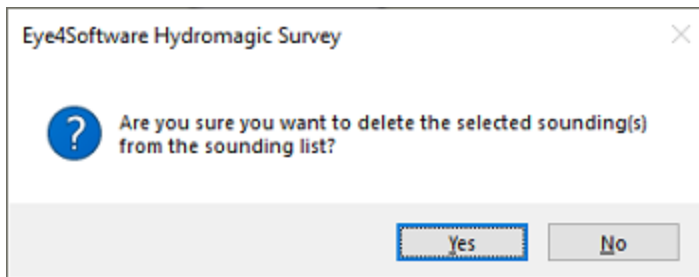 Eye4Software Hydromagic Survey
Are you sure you want to delete the selected sounding(s)
from the sounding list?
Yes
No